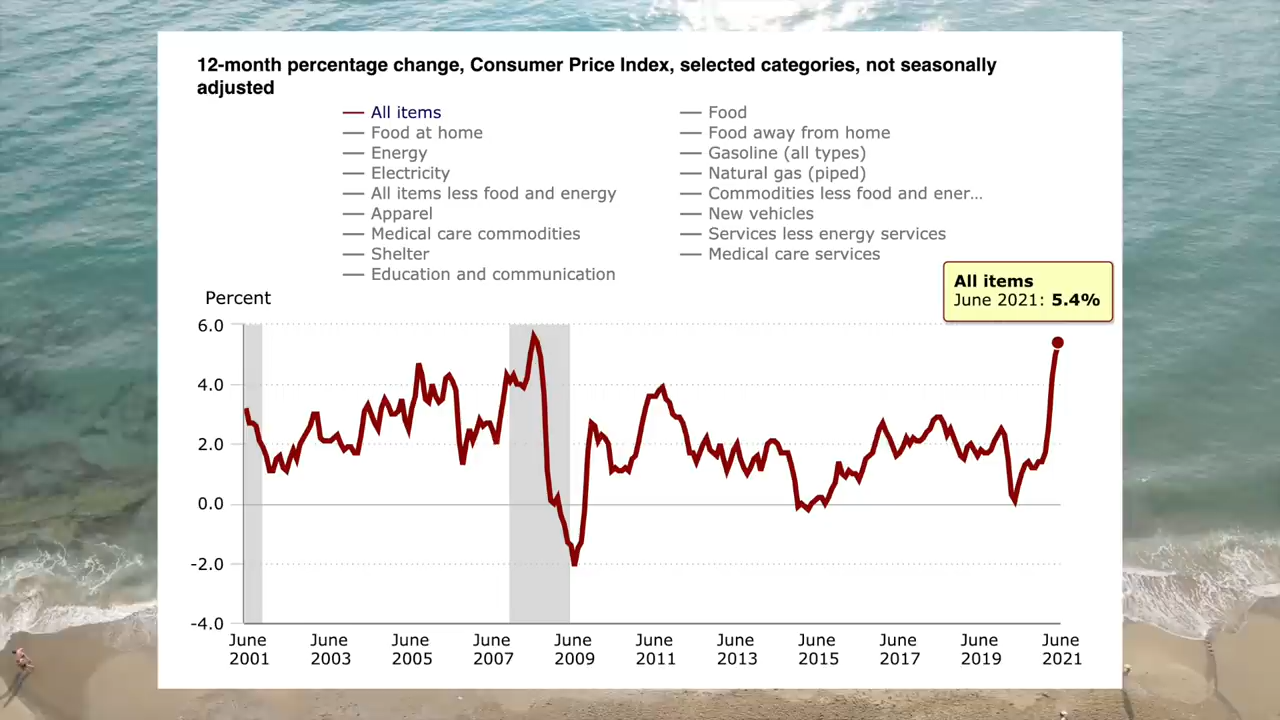 12-month percentage change, Consumer Price Index, selected categories, not seasonally
adjusted
All items
Food
Food at home
Food away from home
Energy
Gasoline (all types)
Electricity
Natural gas (piped)
All items less food and energy
Commodities less food and ener...
Apparel
New vehicles
Medical care commodities
Services less energy services
Shelter
Medical care services
Education and communication
All items
June 2021: 5.4%
Percent
6.0
4.0
2.0
0.0
-2.0
-4.0
June
2001
June
2003
June
2005
June
2007
June
2009
June
2011
June
2013
June
2015
June
2017
June
2019
June
2021